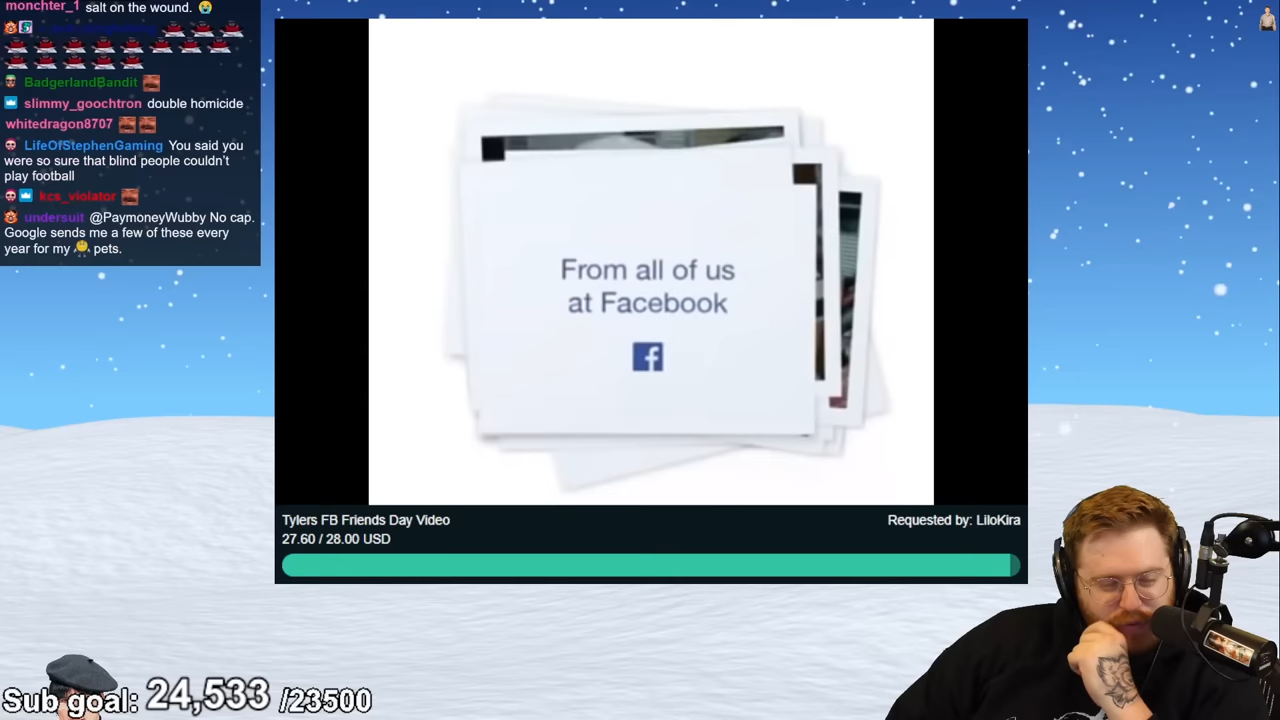 monchter_1 salt on the wound.
BadgerlandBandit
slimmy_goochtron double homicide
whitedragon8707
LifeOfStephenGaming You said you
were so sure that blind people couldn't
play football
kcs_violator
undersuit @PaymoneyWubby No cap.
Google sends me a few of these every
year for my pets.
From all of us
at Facebook
f
Tylers FB Friends Day Video
Requested by: LiloKira
27.60 / 28.00 USD
Sub goal: 24,533 /23500